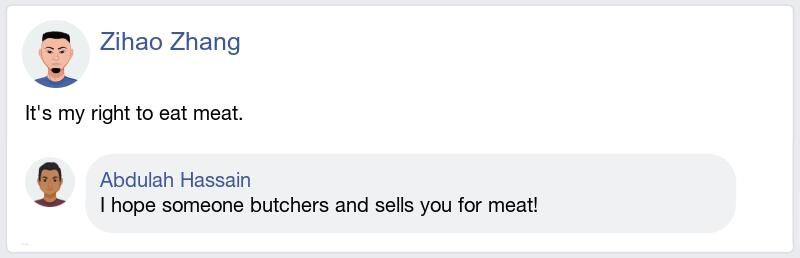 Zihao Zhang
It's my right to eat meat.
Abdulah Hassain
I hope someone butchers and sells you for meat!